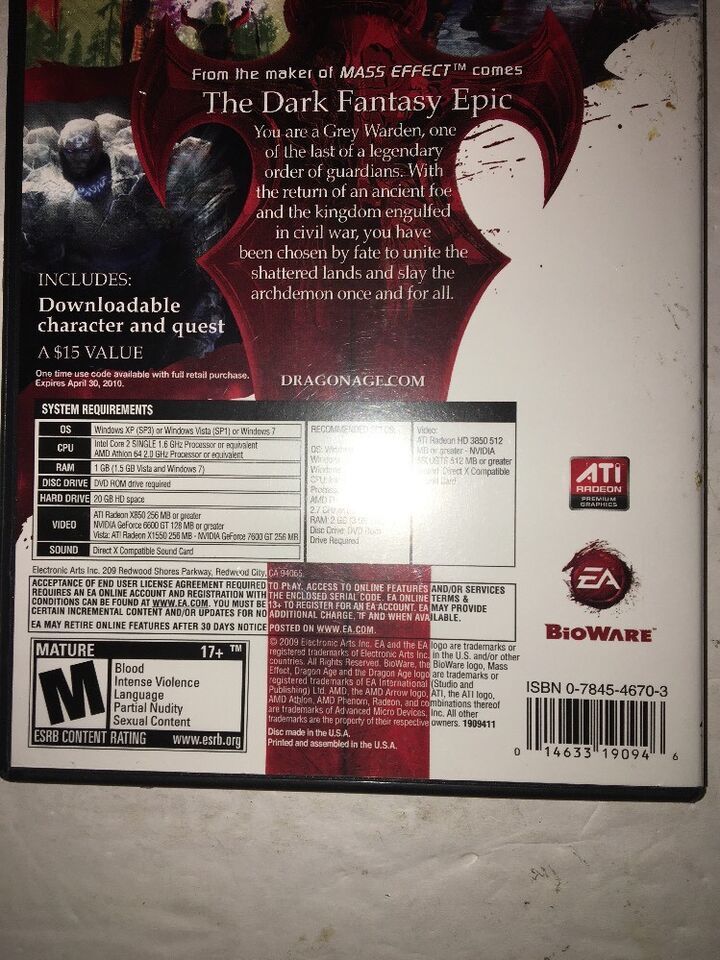 From the maker of MASS EFFECT™ comes
The Dark Fantasy Epic
You are a Grey Warden, one
of the last of a legendary
order of guardians. With
the return of an ancient foe
and the kingdom engulfed
in civil war, you have
been chosen by fate to unite the
shattered lands and slay the
archdemon once and for all.
INCLUDES:
Downloadable
character and quest
A $15 VALUE
One time use code available with full retail purchase.
Expires April 30, 2010.
DRAGONAGE.COM
SYSTEM REQUIREMENTS
OS Windows XP (SP3) or Windows Vista (SP1) or Windows 7
CPU Intel Core 2 SINGLE 1.6 GHz Processor or equivalent
AMD Athlon 64 2.0 GHz Processor or equivalent
RAM 1 GB (1.5 GB Vista and Windows 7)
DISC DRIVE DVD ROM drive required
HARD DRIVE 20 GB HD space
VIDEO ATI Radeon X850 256 MB or greater
NVIDIA GeForce 6600 GT 128 MB or greater
Vista: ATI Radeon X1550 256 MB - NVIDIA GeForce 7600 GT 256 MB
SOUND Direct X Compatible Sound Card
RECOMMENDED
OS:
AMD
2.7
RAM: 2 GB
Disc Drive: DVD
Drive Required
Video:
ATI Radeon HD 3850 512
MB or greater - NVIDIA
512 MB or greater
Direct X Compatible
Card
ATI
RADEON
PREMIUM
GRAPHICS
EA
BIOWARE™
Electronic Arts Inc. 209 Redwood Shores Parkway, Redwood City, CA 94065.
ACCEPTANCE OF END USER LICENSE AGREEMENT REQUIRED TO PLAY. ACCESS TO ONLINE FEATURES AND/OR SERVICES
REQUIRES AN EA ONLINE ACCOUNT AND REGISTRATION WITH THE ENCLOSED SERIAL CODE. EA ONLINE TERMS &
CONDITIONS CAN BE FOUND AT WWW.EA.COM. YOU MUST BE 13+ TO REGISTER FOR AN EA ACCOUNT. EA MAY PROVIDE
CERTAIN INCREMENTAL CONTENT AND/OR UPDATES FOR NO ADDITIONAL CHARGE, IF AND WHEN AVAILABLE.
EA MAY RETIRE ONLINE FEATURES AFTER 30 DAYS NOTICE POSTED ON WWW.EA.COM.
MATURE 17+ ™
M
Blood
Intense Violence
Language
Partial Nudity
Sexual Content
ESRB CONTENT RATING www.esrb.org
© 2009 Electronic Arts Inc. EA and the EA logo are trademarks or
registered trademarks of Electronic Arts Inc. in the U.S. and/or other
countries. All Rights Reserved. BioWare, the BioWare logo, Mass
Effect, Dragon Age and the Dragon Age logo are trademarks or
registered trademarks of EA International (Studio and
Publishing) Ltd. AMD, the AMD Arrow logo, ATI, the ATI logo,
AMD Athlon, AMD Phenom, Radeon, and combinations thereof
are trademarks of Advanced Micro Devices, Inc. All other
trademarks are the property of their respective owners. 1909411
Disc made in the U.S.A.
Printed and assembled in the U.S.A.
ISBN 0-7845-4670-3
0 14633 19094 6